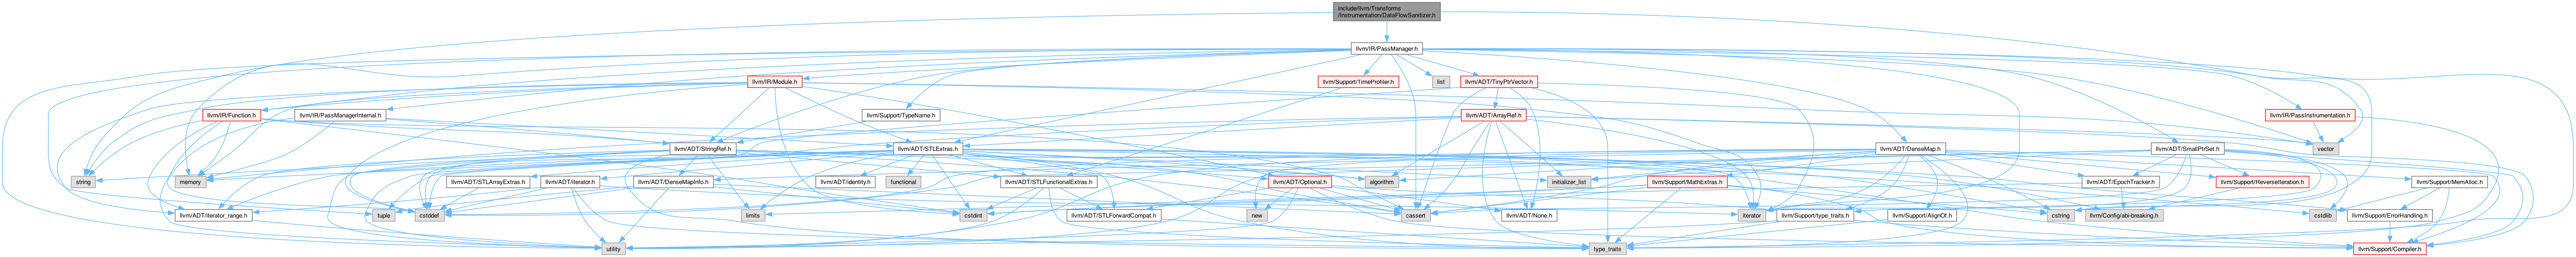 include/llvm/Transforms
/Instrumentation/DataFlowSanitizer.h
llvm/IR/PassManager.h
llvm/IR/Module.h
llvm/Support/TimeProfiler.h
list
llvm/ADT/TinyPtrVector.h
llvm/IR/Function.h
llvm/IR/PassManagerInternal.h
llvm/Support/TypeName.h
llvm/ADT/ArrayRef.h
llvm/IR/PassInstrumentation.h
llvm/ADT/StringRef.h
llvm/ADT/STLExtras.h
llvm/ADT/DenseMap.h
llvm/ADT/SmallPtrSet.h
vector
string
memory
llvm/ADT/STLArrayExtras.h
llvm/ADT/iterator.h
llvm/ADT/DenseMapInfo.h
llvm/ADT/identity.h
functional
llvm/ADT/STLFunctionalExtras.h
llvm/ADT/Optional.h
algorithm
initializer_list
llvm/Support/MathExtras.h
llvm/ADT/EpochTracker.h
llvm/Support/ReverseIteration.h
llvm/Support/MemAlloc.h
llvm/ADT/iterator_range.h
tuple
cstddef
limits
cstdint
llvm/ADT/STLForwardCompat.h
new
cassert
llvm/ADT/None.h
iterator
llvm/Support/type_traits.h
llvm/Support/AlignOf.h
cstring
llvm/Config/abi-breaking.h
cstdlib
llvm/Support/ErrorHandling.h
utility
type_traits
llvm/Support/Compiler.h